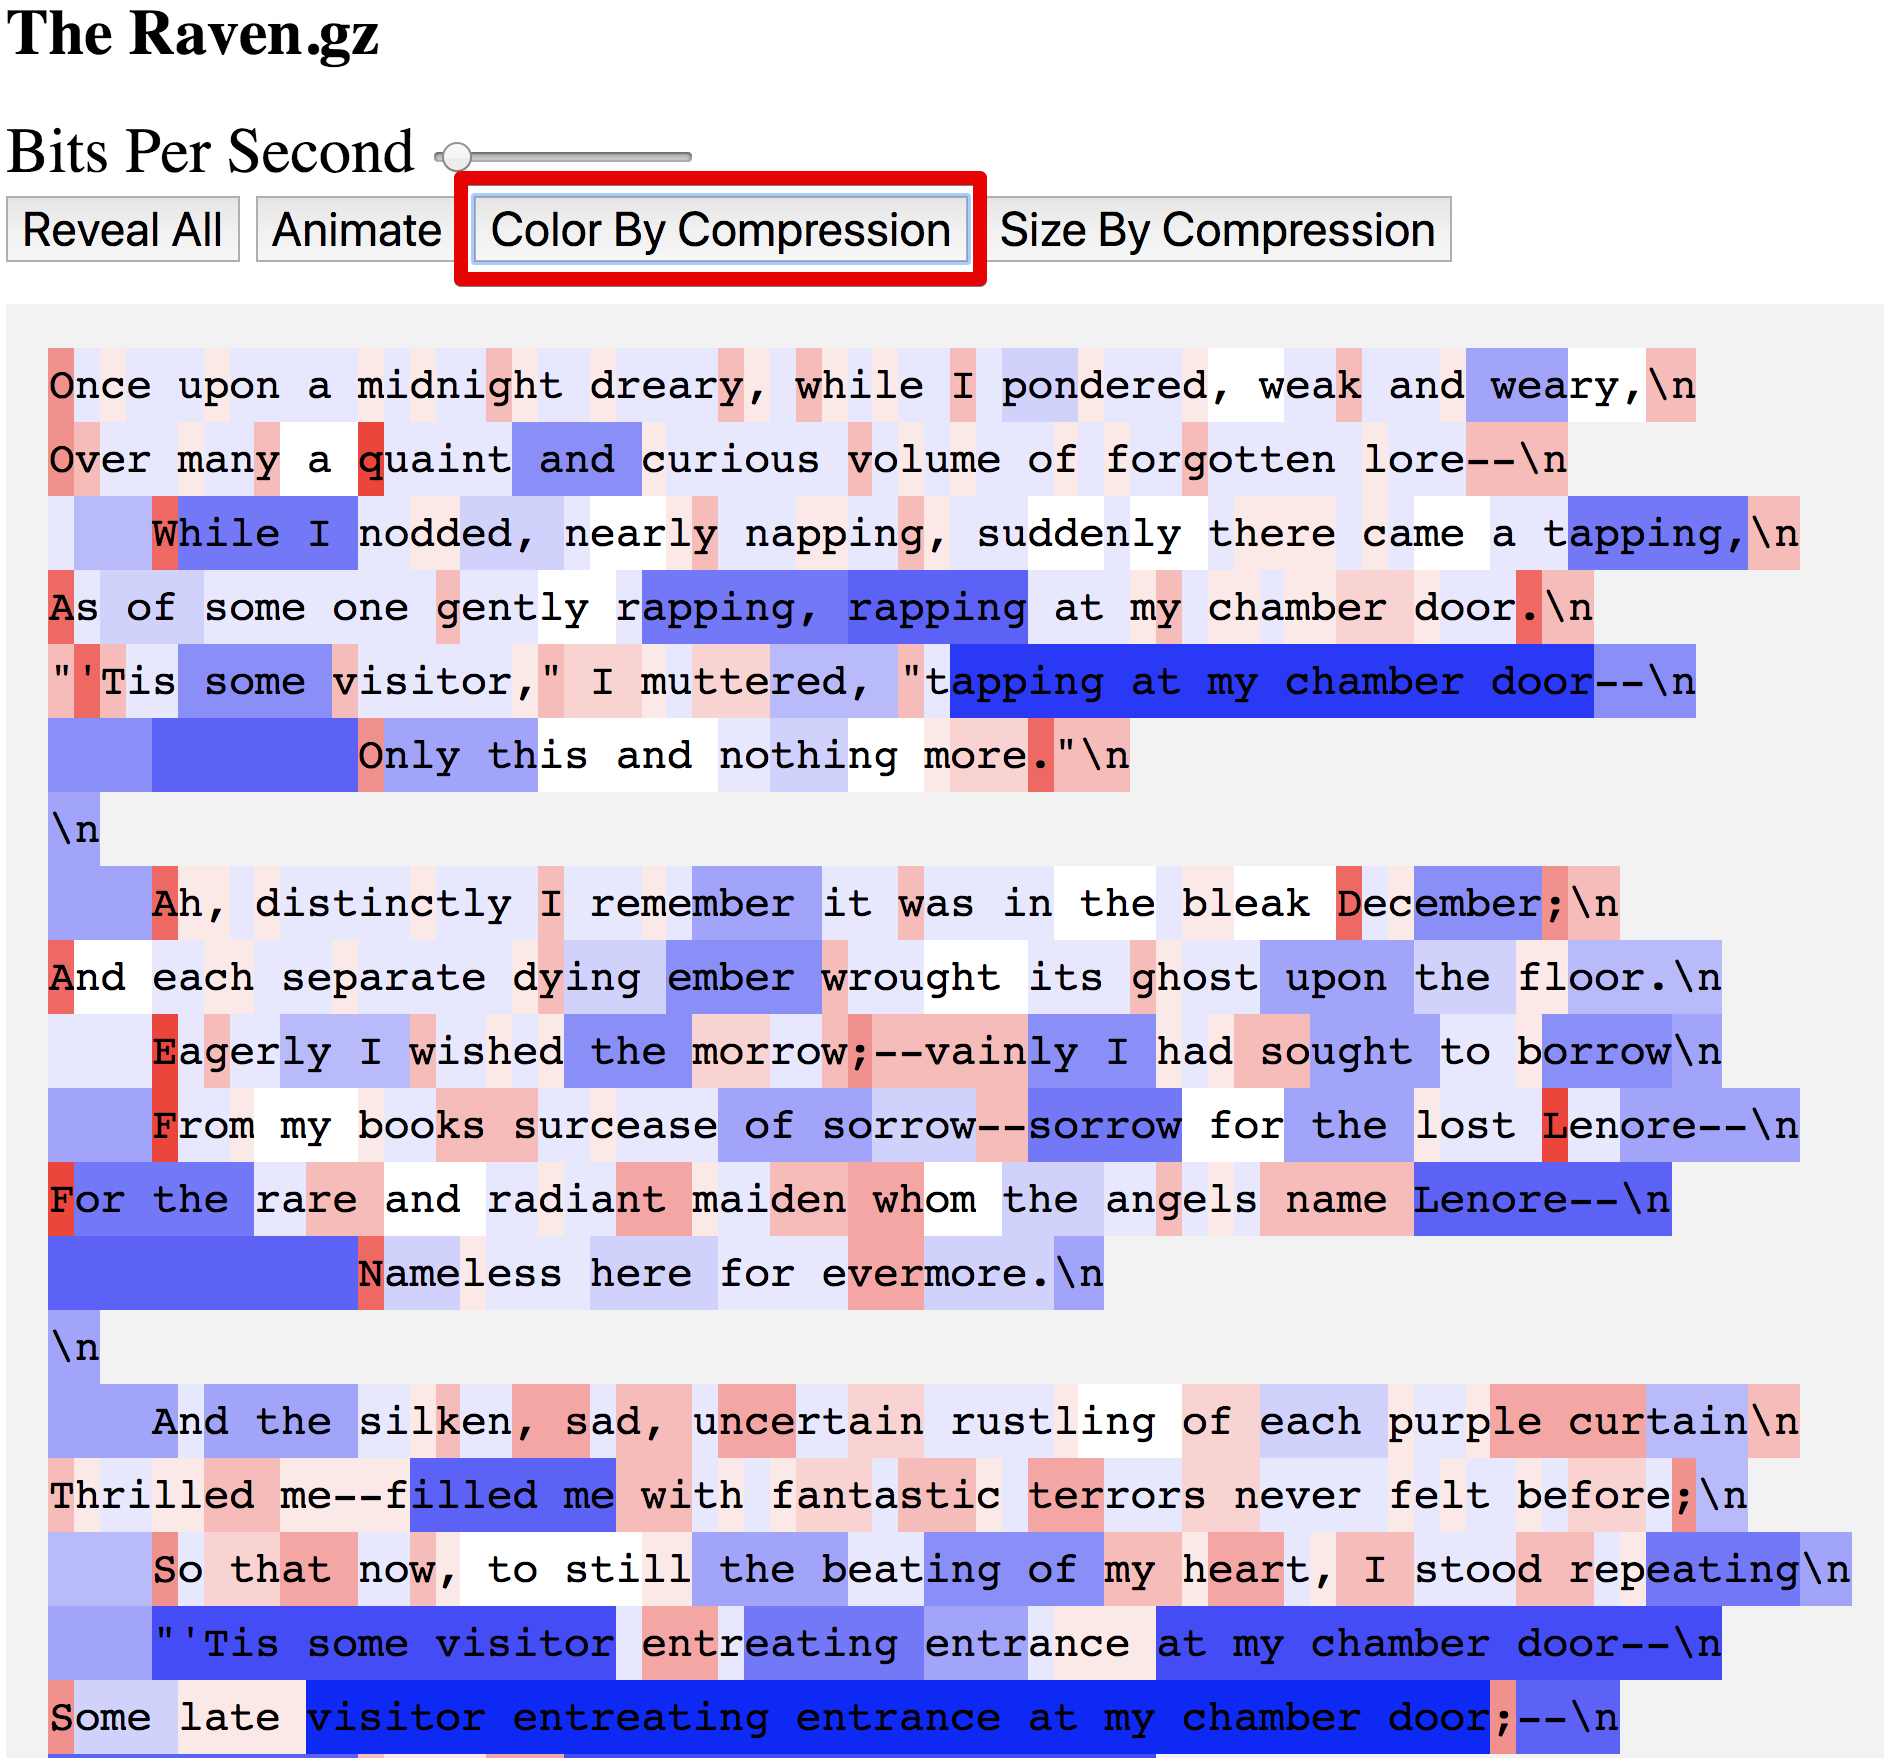 The Raven.gz
Bits Per Second
Reveal All Animate Color By Compression Size By Compression
Once upon a midnight dreary, while I pondered, weak and weary,\n
Over many a quaint and curious volume of forgotten lore--\n
    While I nodded, nearly napping, suddenly there came a tapping,\n
As of some one gently rapping, rapping at my chamber door.\n
"'Tis some visitor," I muttered, "tapping at my chamber door--\n
            Only this and nothing more."\n
\n
    Ah, distinctly I remember it was in the bleak December;\n
And each separate dying ember wrought its ghost upon the floor.\n
    Eagerly I wished the morrow;--vainly I had sought to borrow\n
    From my books surcease of sorrow--sorrow for the lost Lenore--\n
For the rare and radiant maiden whom the angels name Lenore--\n
            Nameless here for evermore.\n
\n
    And the silken, sad, uncertain rustling of each purple curtain\n
Thrilled me--filled me with fantastic terrors never felt before;\n
    So that now, to still the beating of my heart, I stood repeating\n
    "'Tis some visitor entreating entrance at my chamber door--\n
Some late visitor entreating entrance at my chamber door;--\n